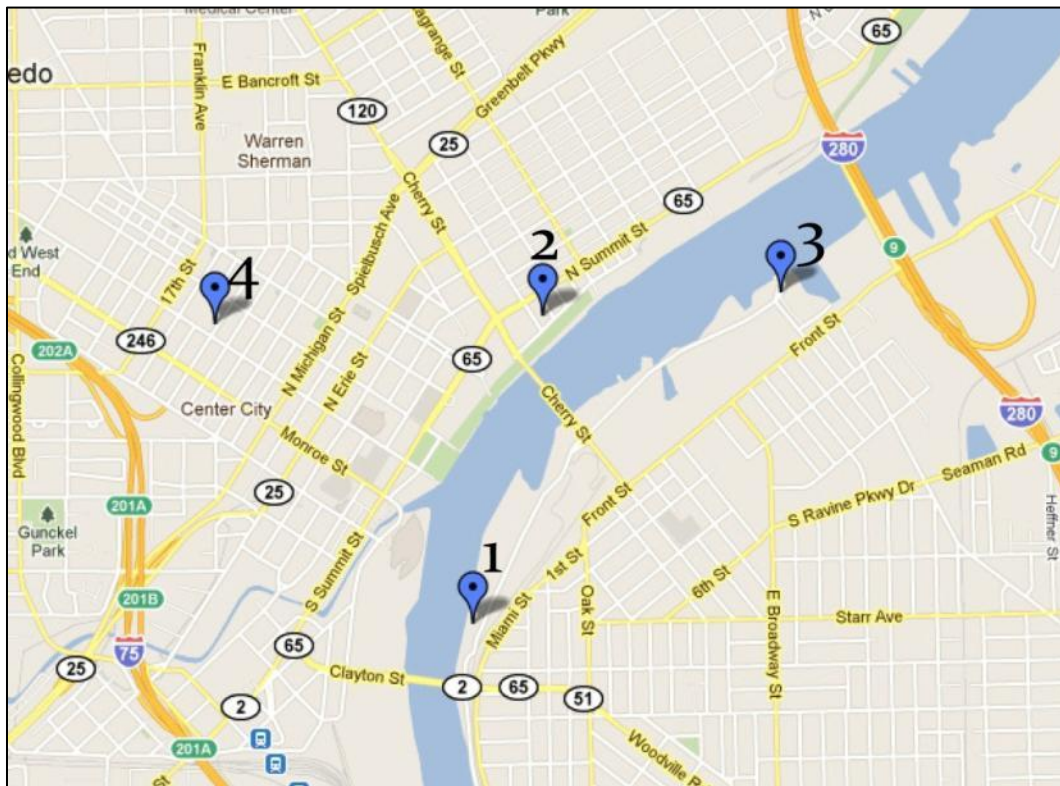 Medical Center
Park
65
N
edo
Franklin Ave
E Bancroft St
Lagrange St
Greenbelt Pkwy
120
Warren
Sherman
25
280
Cherry St
Spielbusch Ave
65
d West
End
17th St
4
2
N Summit St
3
9
246
202A
N Michigan St
N Erie St
65
Front St
Collingwood Blvd
Center City
Monroe St
Cherry St
280
9
Seaman Rd
25
201A
Gunckel
Park
Front St
S Ravine Pkwy Dr
Heffner St
S Summit St
1
1st St
6th St
201B
Miami St
Oak St
E Broadway St
Starr Ave
75
65
25
Clayton St
2
65
51
2
201A
Woodville R
St